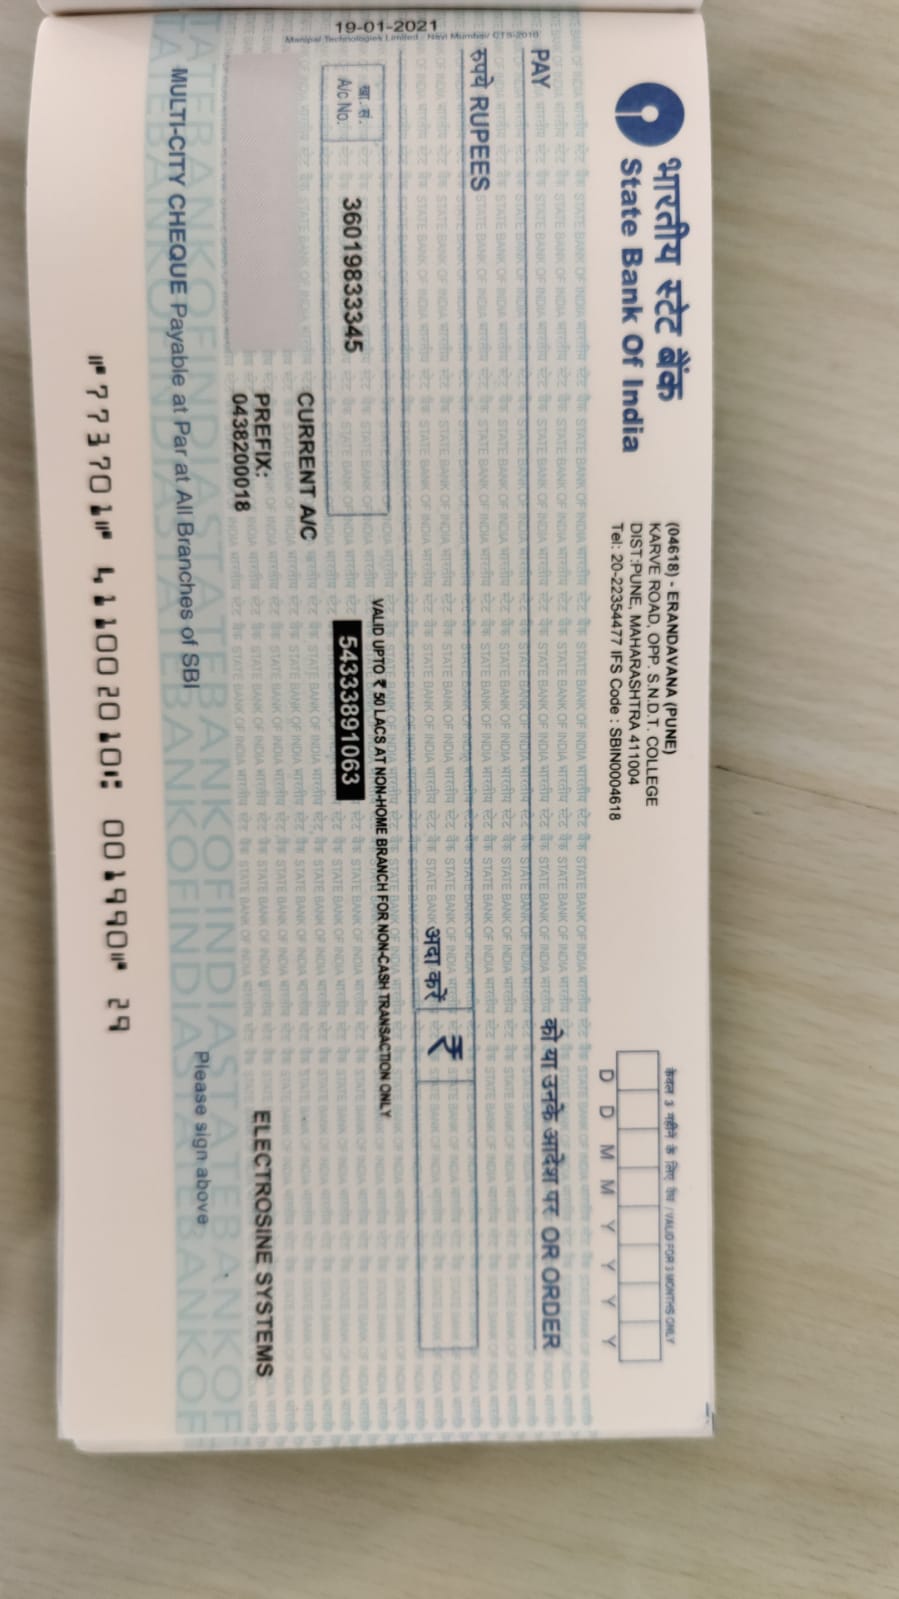 19-01-2021
Manipal Technologies Limited - Navi Mumbai/ CTS-2010
भारतीय स्टेट बैंक
State Bank Of India
(04618) - ERANDAVANA (PUNE)
KARVE ROAD, OPP. S.N.D.T. COLLEGE
DIST:PUNE, MAHARASHTRA 411004
Tel: 20-22354477 IFS Code : SBIN0004618
केवल 3 महीने के लिए वैध / VALID FOR 3 MONTHS ONLY
D D M M Y Y Y Y
PAY
को या उनके आदेश पर OR ORDER
रुपये RUPEES
अदा करें ₹
खा. सं.
A/c No.
36019833345
VALID UPTO ₹ 50 LACS AT NON-HOME BRANCH FOR NON-CASH TRANSACTION ONLY
54333891063
CURRENT A/C
PREFIX:
0438200018
ELECTROSINE SYSTEMS
MULTI-CITY CHEQUE Payable at Par at All Branches of SBI
Please sign above
⑈773701⑈ 411002010⑆ 001990⑈ 29